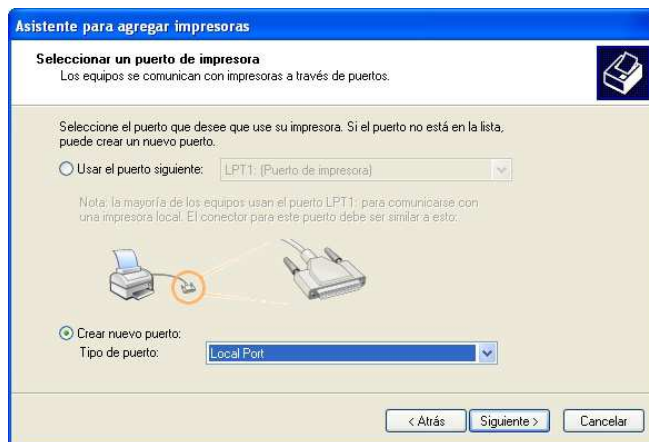 Asistente para agregar impresoras
Seleccionar un puerto de impresora
Los equipos se comunican con impresoras a través de puertos.
Seleccione el puerto que desee que use su impresora. Si el puerto no está en la lista,
puede crear un nuevo puerto.
Usar el puerto siguiente: LPT1: (Puerto de impresora)
Nota: la mayoría de los equipos usan el puerto LPT1: para comunicarse con
una impresora local. El conector para este puerto debe ser similar a esto:
Crear nuevo puerto:
Tipo de puerto: Local Port
< Atrás Siguiente > Cancelar